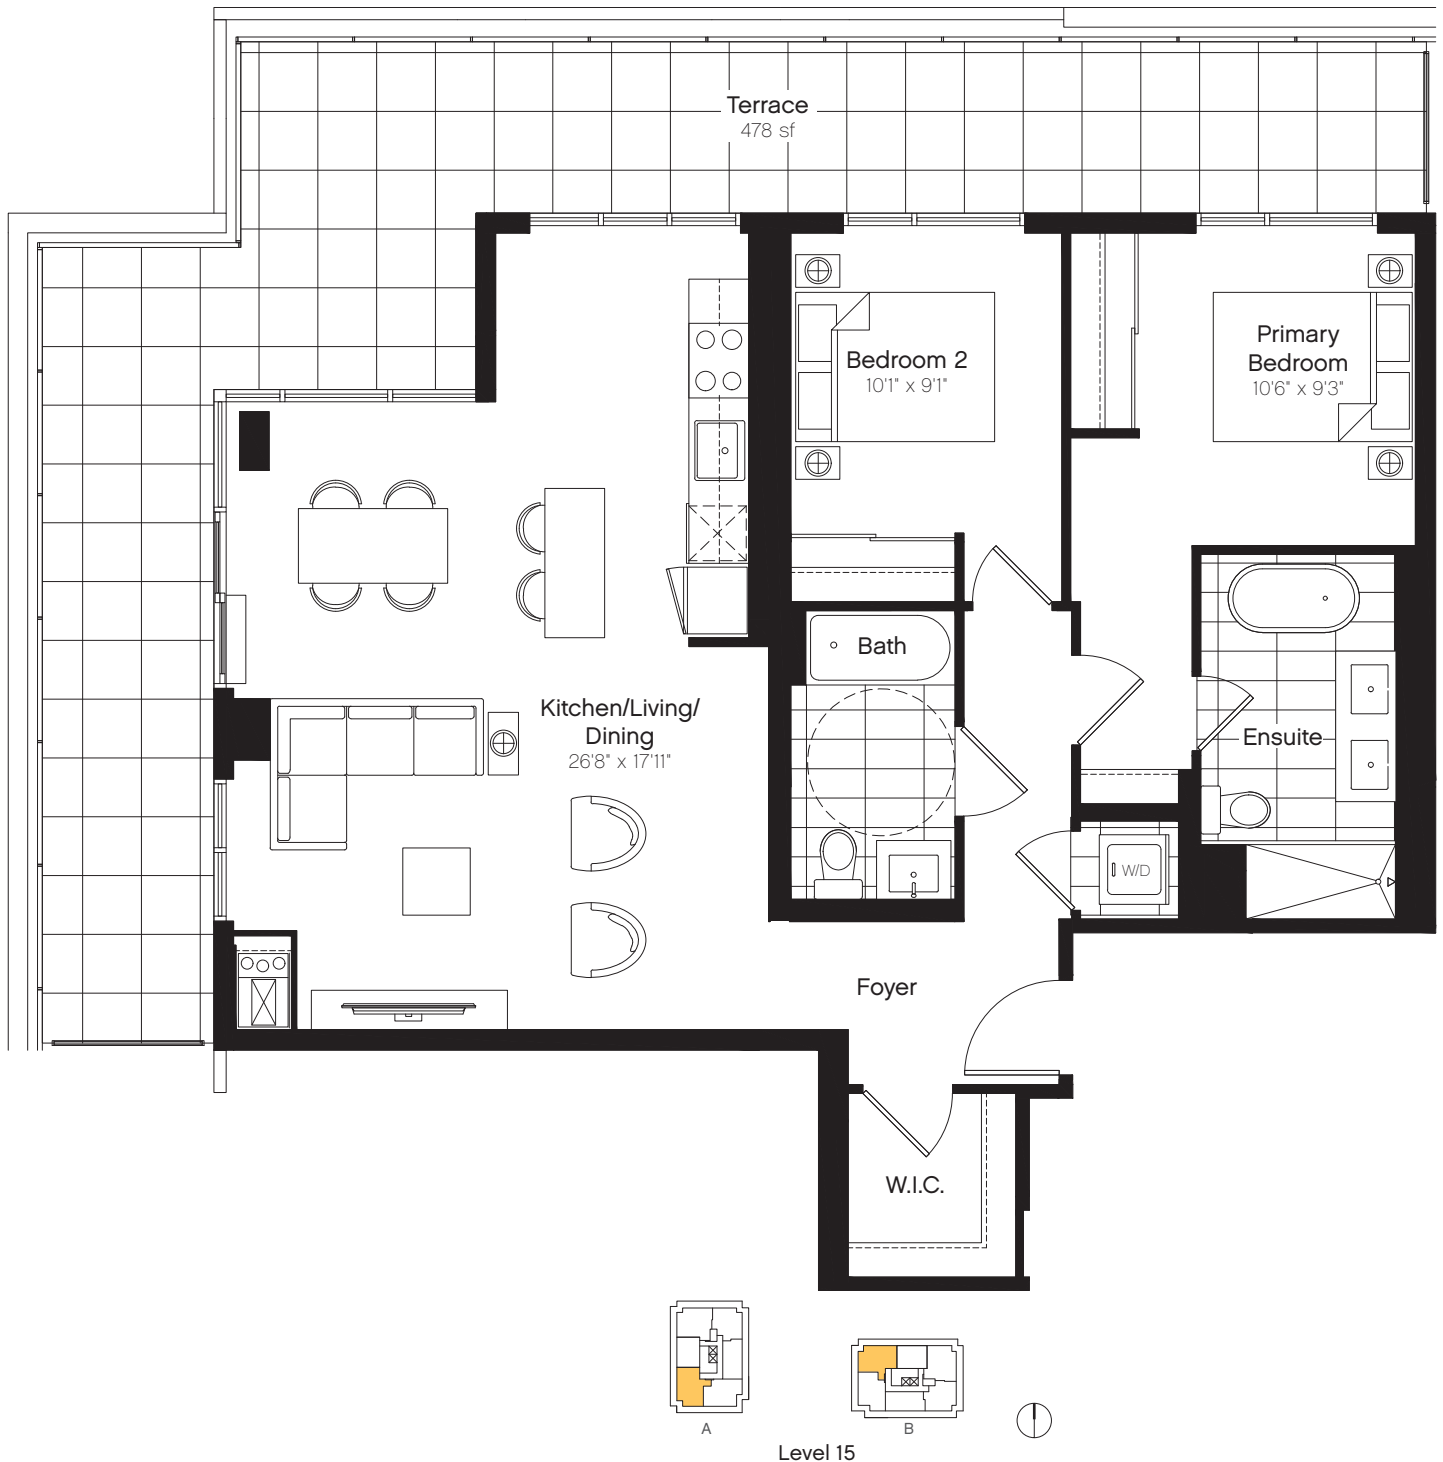 Terrace
478 sf
Bedroom 2
10'1" x 9'1"
Primary
Bedroom
10'6" x 9'3"
Bath
Kitchen/Living/
Dining
26'8" x 17'11"
Ensuite
W/D
Foyer
W.I.C.
A
B
Level 15